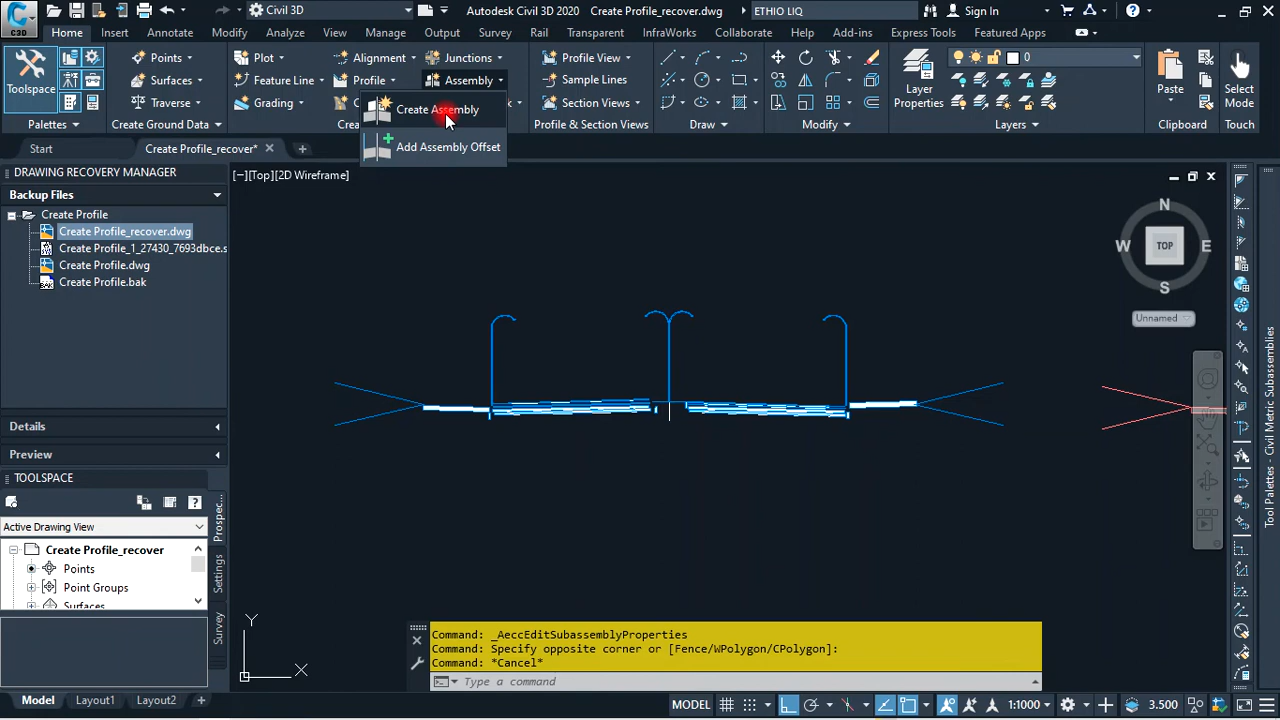 C3D
Civil 3D
Autodesk Civil 3D 2020 Create Profile_recover.dwg
ETHIO LIQ
Sign In
Home Insert Annotate Modify Analyze View Manage Output Survey Rail Transparent InfraWorks Collaborate Help Add-ins Express Tools Featured Apps
Toolspace
Palettes
Points
Surfaces
Traverse
Create Ground Data
Plot
Feature Line
Grading
Alignment
Profile
Junctions
Assembly
Create Assembly
Add Assembly Offset
Profile View
Sample Lines
Section Views
Profile & Section Views
Draw
Modify
0
Layer
Properties
Layers
Paste
Clipboard
Select
Mode
Touch
Start
Create Profile_recover*
DRAWING RECOVERY MANAGER
Backup Files
Create Profile
Create Profile_recover.dwg
Create Profile_1_27430_7693dbce.s
Create Profile.dwg
Create Profile.bak
Details
Preview
TOOLSPACE
Active Drawing View
Create Profile_recover
Points
Point Groups
Surfaces
Prospec...
Settings
Survey
[−][Top][2D Wireframe]
N
W
TOP
E
S
Unnamed
Tool Palettes - Civil Metric Subassemblies
Y
X
Command: _AeccEditSubassemblyProperties
Command: Specify opposite corner or [Fence/WPolygon/CPolygon]:
Command: *Cancel*
Type a command
Model Layout1 Layout2
MODEL
1:1000
3.500